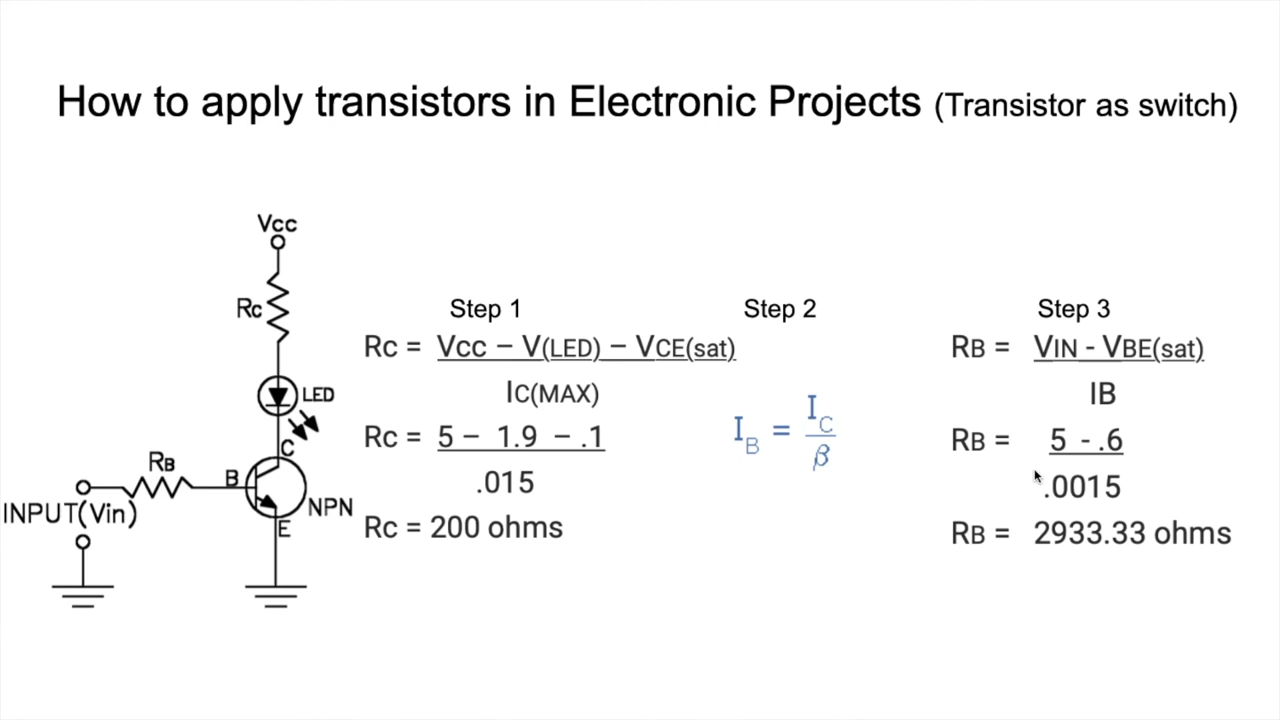 How to apply transistors in Electronic Projects (Transistor as switch)
Vcc
Rc
LED
C
RB
B
INPUT(Vin)
NPN
E
Step 1
RC = VCC – V(LED) – VCE(sat)
IC(MAX)
RC = 5 – 1.9 – .1
.015
RC = 200 ohms
Step 2
IB = IC
β
Step 3
RB = VIN - VBE(sat)
IB
RB = 5 - .6
.0015
RB = 2933.33 ohms